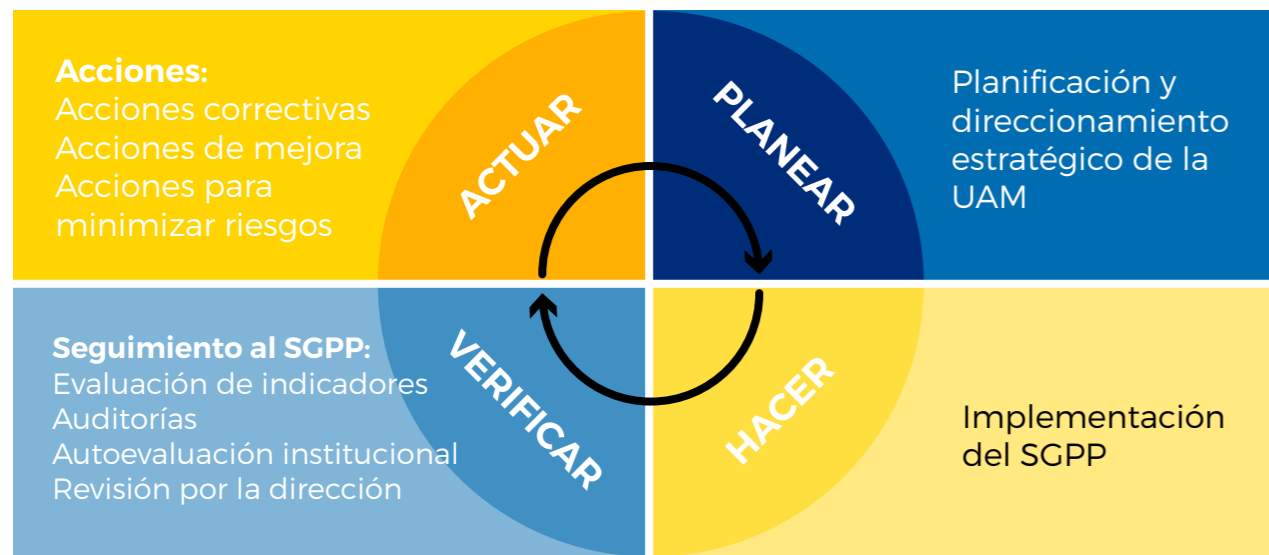 Acciones:
Acciones correctivas
Acciones de mejora
Acciones para
minimizar riesgos
ACTUAR
PLANEAR
Planificación y
direccionamiento
estratégico de la
UAM
Seguimiento al SGPP:
Evaluación de indicadores
Auditorías
Autoevaluación institucional
Revisión por la dirección
VERIFICAR
HACER
Implementación
del SGPP